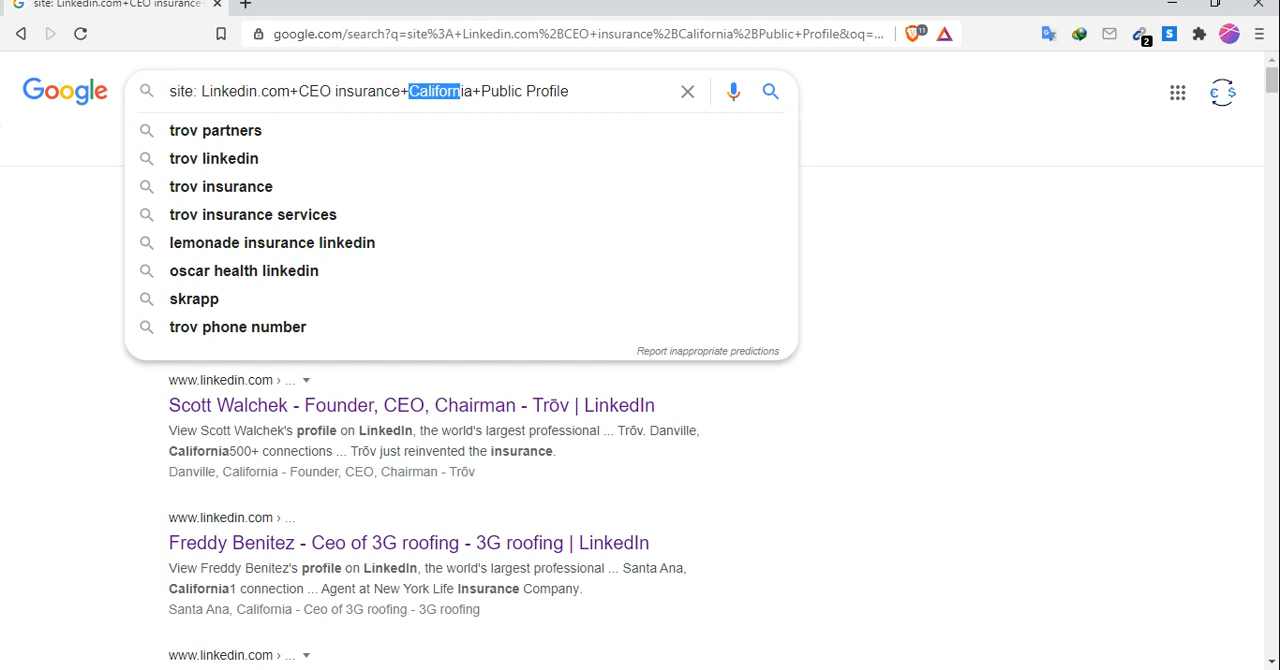 site: Linkedin.com+CEO insurance-
google.com/search?q=site%3A+Linkedin.com%2BCEO+insurance%2BCalifornia%2BPublic+Profile&oq=...
11
2
S
Google
site: Linkedin.com+CEO insurance+California+Public Profile
€ $
trov partners
trov linkedin
trov insurance
trov insurance services
lemonade insurance linkedin
oscar health linkedin
skrapp
trov phone number
Report inappropriate predictions
www.linkedin.com › ...
Scott Walchek - Founder, CEO, Chairman - Trōv | LinkedIn
View Scott Walchek's profile on LinkedIn, the world's largest professional ... Trōv. Danville,
California500+ connections ... Trōv just reinvented the insurance.
Danville, California - Founder, CEO, Chairman - Trōv
www.linkedin.com › ...
Freddy Benitez - Ceo of 3G roofing - 3G roofing | LinkedIn
View Freddy Benitez's profile on LinkedIn, the world's largest professional ... Santa Ana,
California1 connection ... Agent at New York Life Insurance Company.
Santa Ana, California - Ceo of 3G roofing - 3G roofing
www.linkedin.com › ...